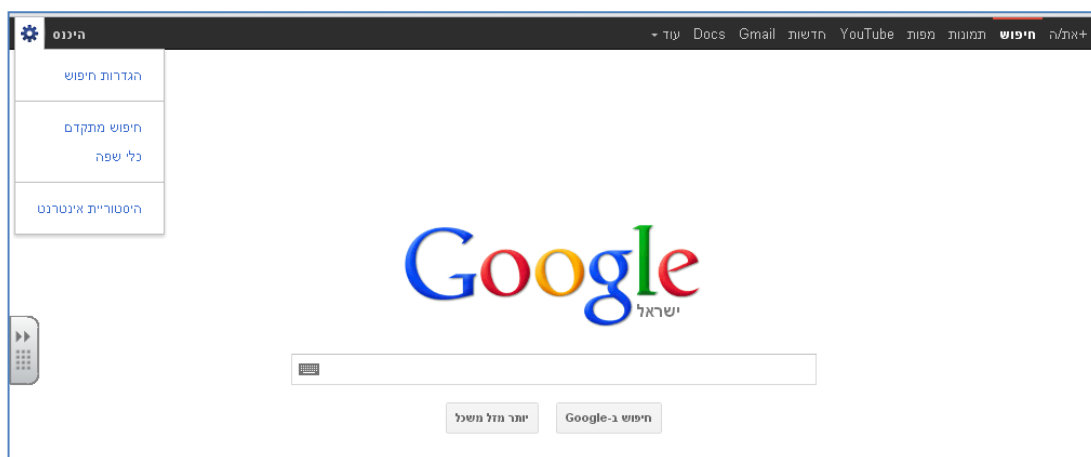 +את/ה חיפוש תמונות מפות YouTube חדשות Gmail Docs עוד היכנס
הגדרות חיפוש
חיפוש מתקדם
כלי שפה
היסטוריית אינטרנט
Google
ישראל
חיפוש ב-Google יותר מזל משכל